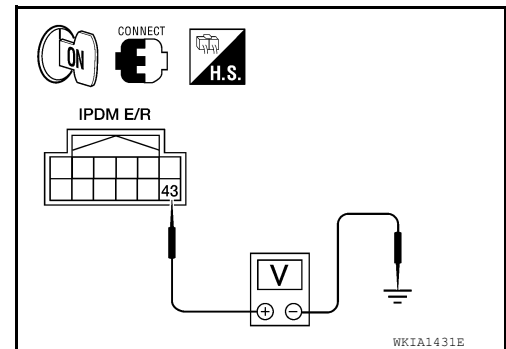 CONNECT
ON
H.S.
IPDM E/R
43
V
+ −
WKIA1431E